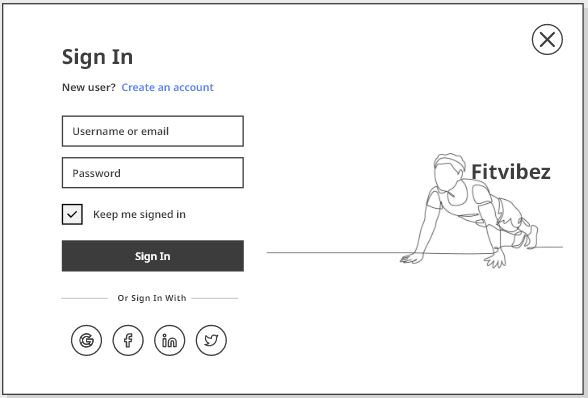 Sign In
New user? Create an account
Username or email
Password
Keep me signed in
Sign In
Or Sign In With
Fitvibez